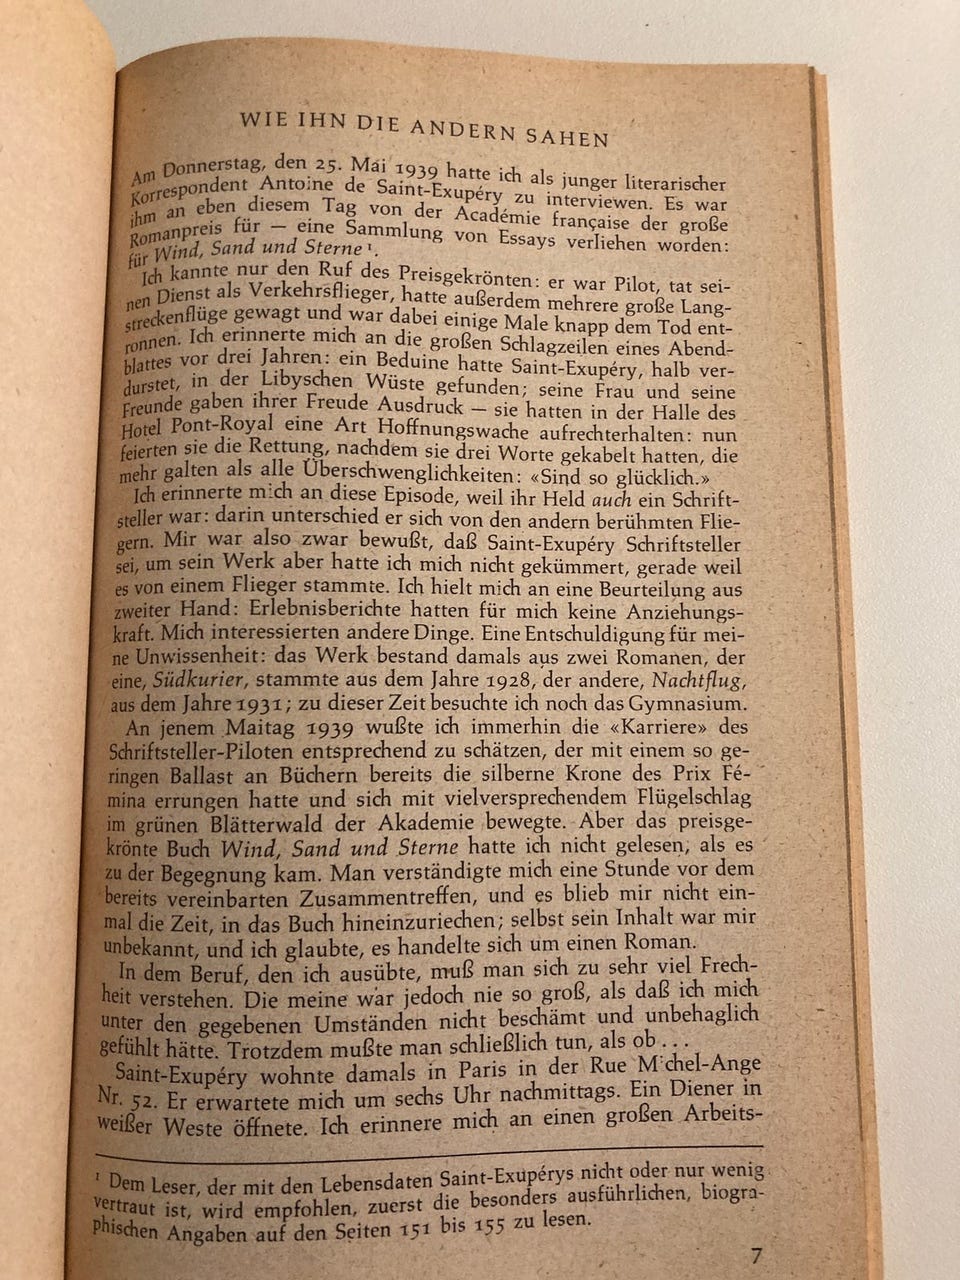 WIE IHN DIE ANDERN SAHEN
Am Donnerstag, den 25. Mai 1939 hatte ich als junger literarischer
Korrespondent Antoine de Saint-Exupéry zu interviewen. Es war
ihm an eben diesem Tag von der Académie française der große
Romanpreis für – eine Sammlung von Essays verliehen worden:
für Wind, Sand und Sterne¹.
Ich kannte nur den Ruf des Preisgekrönten: er war Pilot, tat sei-
nen Dienst als Verkehrsflieger, hatte außerdem mehrere große Lang-
streckenflüge gewagt und war dabei einige Male knapp dem Tod ent-
ronnen. Ich erinnerte mich an die großen Schlagzeilen eines Abend-
blattes vor drei Jahren: ein Beduine hatte Saint-Exupéry, halb ver-
durstet, in der Libyschen Wüste gefunden; seine Frau und seine
Freunde gaben ihrer Freude Ausdruck – sie hatten in der Halle des
Hotel Pont-Royal eine Art Hoffnungswache aufrechterhalten: nun
feierten sie die Rettung, nachdem sie drei Worte gekabelt hatten, die
mehr galten als alle Überschwenglichkeiten: «Sind so glücklich.»
Ich erinnerte mich an diese Episode, weil ihr Held auch ein Schrift-
steller war: darin unterschied er sich von den andern berühmten Flie-
gern. Mir war also zwar bewußt, daß Saint-Exupéry Schriftsteller
sei, um sein Werk aber hatte ich mich nicht gekümmert, gerade weil
es von einem Flieger stammte. Ich hielt mich an eine Beurteilung aus
zweiter Hand: Erlebnisberichte hatten für mich keine Anziehungs-
kraft. Mich interessierten andere Dinge. Eine Entschuldigung für mei-
ne Unwissenheit: das Werk bestand damals aus zwei Romanen, der
eine, Südkurier, stammte aus dem Jahre 1928, der andere, Nachtflug,
aus dem Jahre 1931; zu dieser Zeit besuchte ich noch das Gymnasium.
An jenem Maitag 1939 wußte ich immerhin die «Karriere» des
Schriftsteller-Piloten entsprechend zu schätzen, der mit einem so ge-
ringen Ballast an Büchern bereits die silberne Krone des Prix Fé-
mina errungen hatte und sich mit vielversprechendem Flügelschlag
im grünen Blätterwald der Akademie bewegte. Aber das preisge-
krönte Buch Wind, Sand und Sterne hatte ich nicht gelesen, als es
zu der Begegnung kam. Man verständigte mich eine Stunde vor dem
bereits vereinbarten Zusammentreffen, und es blieb mir nicht ein-
mal die Zeit, in das Buch hineinzuriechen; selbst sein Inhalt war mir
unbekannt, und ich glaubte, es handelte sich um einen Roman.
In dem Beruf, den ich ausübte, muß man sich zu sehr viel Frech-
heit verstehen. Die meine war jedoch nie so groß, als daß ich mich
unter den gegebenen Umständen nicht beschämt und unbehaglich
gefühlt hätte. Trotzdem mußte man schließlich tun, als ob . . .
Saint-Exupéry wohnte damals in Paris in der Rue Michel-Ange
Nr. 52. Er erwartete mich um sechs Uhr nachmittags. Ein Diener in
weißer Weste öffnete. Ich erinnere mich an einen großen Arbeits-
¹ Dem Leser, der mit den Lebensdaten Saint-Exupérys nicht oder nur wenig
vertraut ist, wird empfohlen, zuerst die besonders ausführlichen, biogra-
phischen Angaben auf den Seiten 151 bis 155 zu lesen.
7